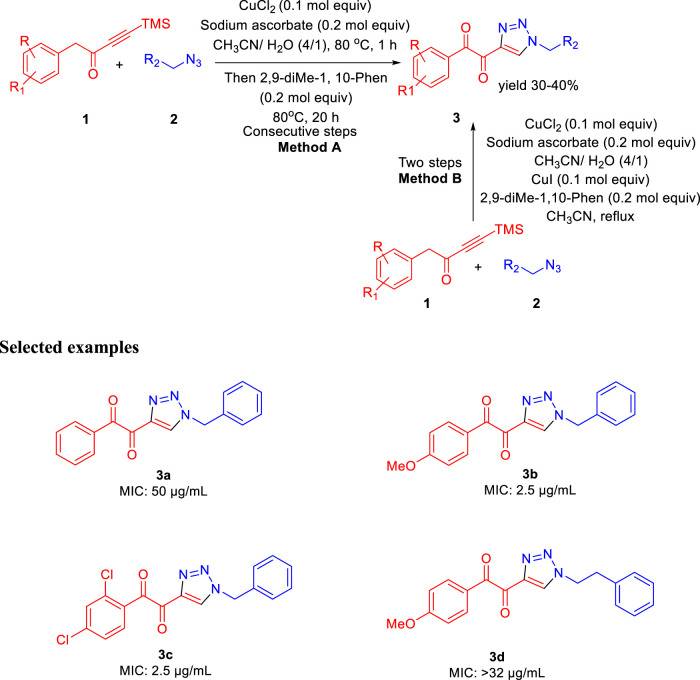 CuCl2 (0.1 mol equiv)
Sodium ascorbate (0.2 mol equiv)
CH3CN/ H2O (4/1), 80 °C, 1 h
Then 2,9-diMe-1, 10-Phen
(0.2 mol equiv)
80°C, 20 h
Consecutive steps
Method A
R
R1
O
TMS
1
+
R2
N3
2
R
R1
O
O
N=N
N
R2
3
yield 30-40%
Two steps
Method B
CuCl2 (0.1 mol equiv)
Sodium ascorbate (0.2 mol equiv)
CH3CN/ H2O (4/1)
CuI (0.1 mol equiv)
2,9-diMe-1,10-Phen (0.2 mol equiv)
CH3CN, reflux
R
R1
O
TMS
1
+
R2
N3
2
Selected examples
O
O
N=N
N
3a
MIC: 50 µg/mL
MeO
O
O
N=N
N
3b
MIC: 2.5 µg/mL
Cl
Cl
O
O
N=N
N
3c
MIC: 2.5 µg/mL
MeO
O
O
N=N
N
3d
MIC: >32 µg/mL